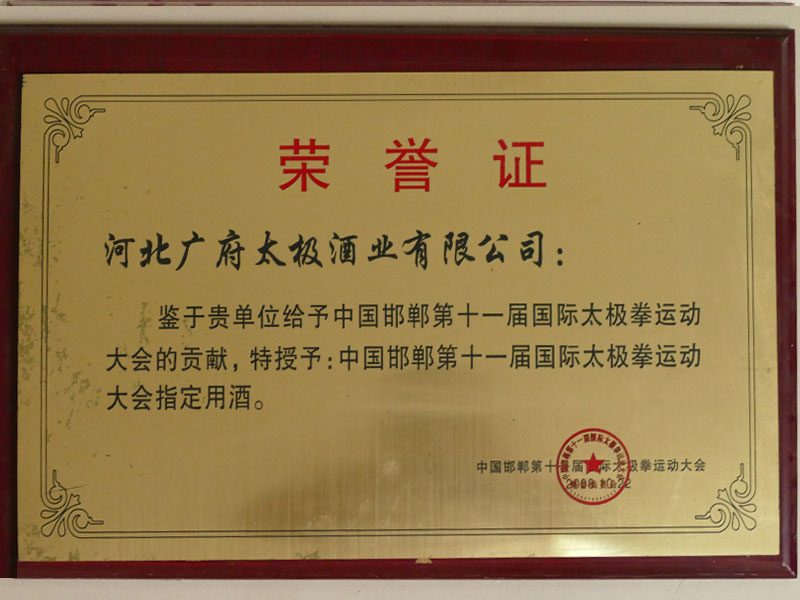 荣誉证
河北广府太极酒业有限公司：
鉴于贵单位给予中国邯郸第十一届国际太极拳运动
大会的贡献，特授予：中国邯郸第十一届国际太极拳运动
大会指定用酒。
中国邯郸第十一届国际太极拳运动大会